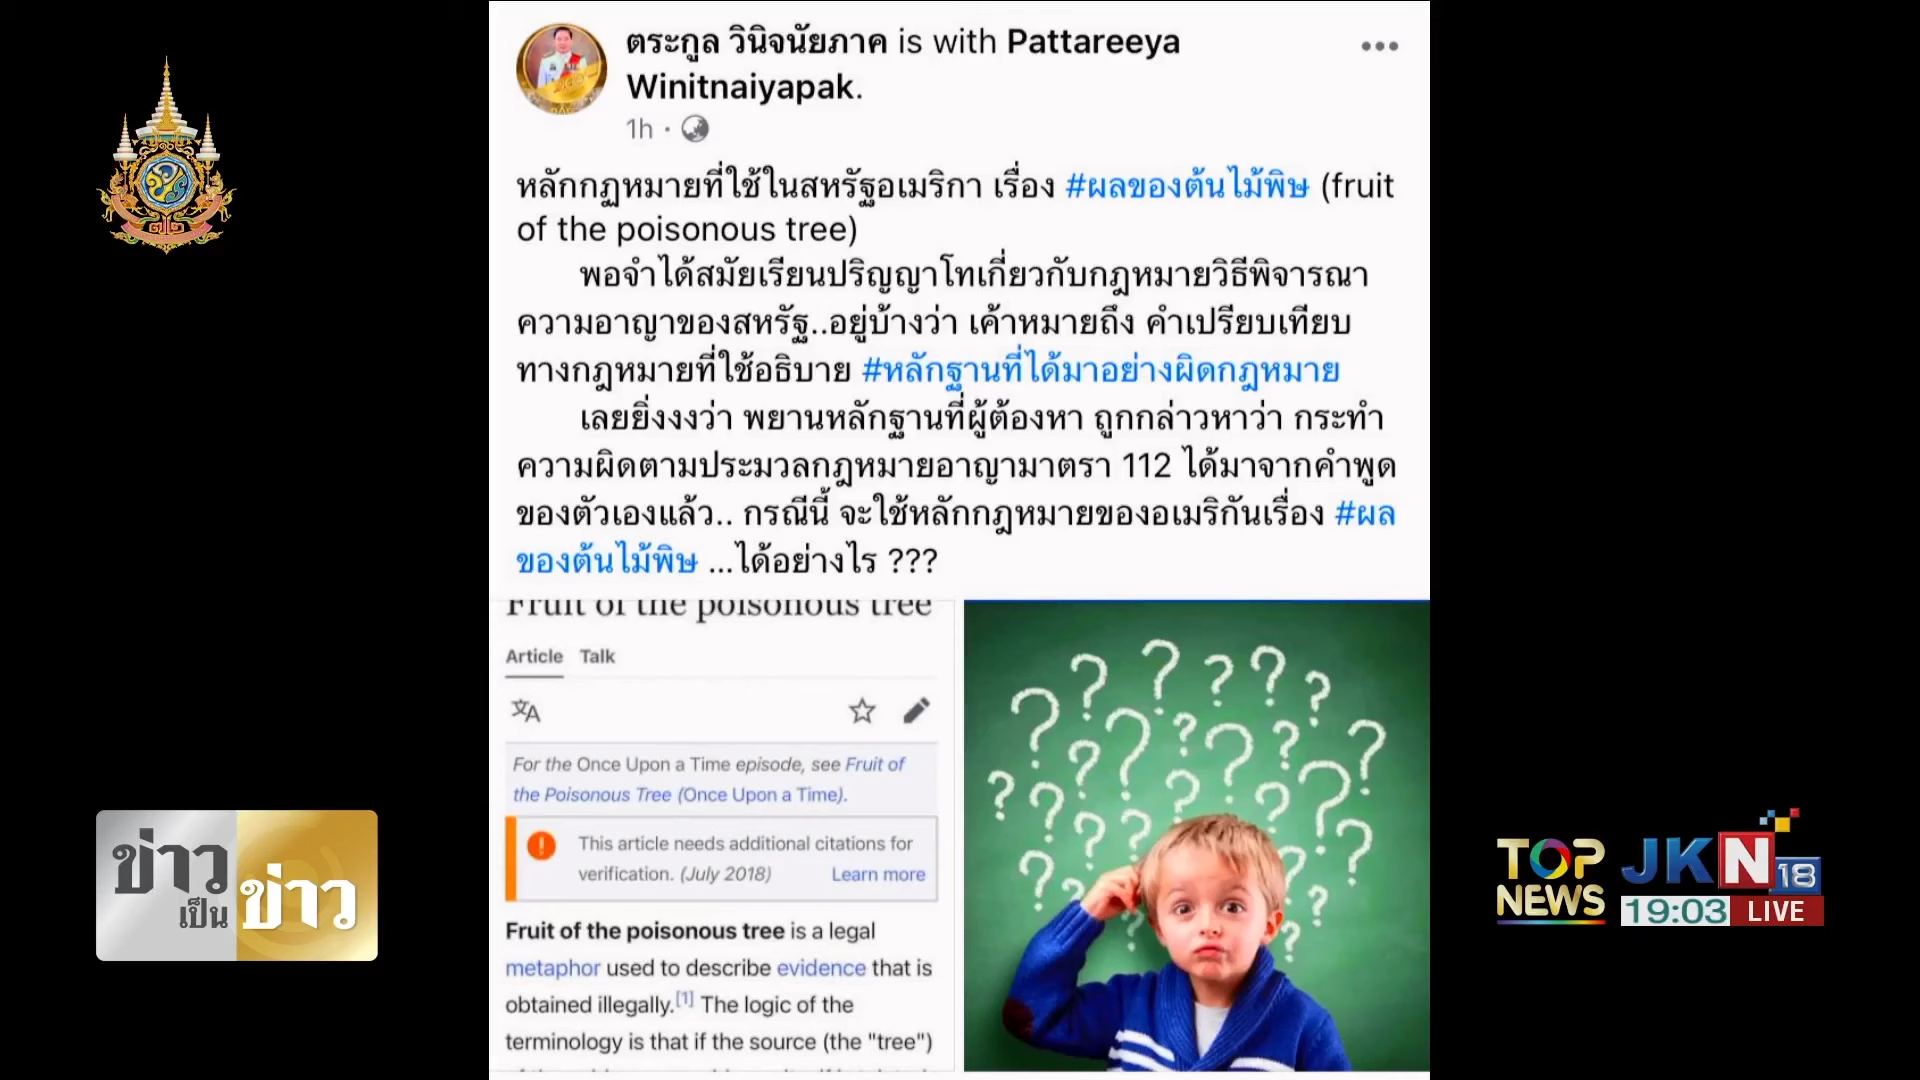 ตระกูล วินิจนัยภาค is with Pattareeya
Winitnaiyapak.
1h ·
หลักกฏหมายที่ใช้ในสหรัฐอเมริกา เรื่อง #ผลของต้นไม้พิษ (fruit
of the poisonous tree)
พอจำได้สมัยเรียนปริญญาโทเกี่ยวกับกฎหมายวิธีพิจารณา
ความอาญาของสหรัฐ..อยู่บ้างว่า เค้าหมายถึง คำเปรียบเทียบ
ทางกฎหมายที่ใช้อธิบาย #หลักฐานที่ได้มาอย่างผิดกฎหมาย
เลยยิ่งงงว่า พยานหลักฐานที่ผู้ต้องหา ถูกกล่าวหาว่า กระทำ
ความผิดตามประมวลกฎหมายอาญามาตรา 112 ได้มาจากคำพูด
ของตัวเองแล้ว.. กรณีนี้ จะใช้หลักกฎหมายของอเมริกันเรื่อง #ผล
ของต้นไม้พิษ ...ได้อย่างไร ???
Fruit of the poisonous tree
Article Talk
For the Once Upon a Time episode, see Fruit of
the Poisonous Tree (Once Upon a Time).
This article needs additional citations for
verification. (July 2018) Learn more
Fruit of the poisonous tree is a legal
metaphor used to describe evidence that is
obtained illegally.[1] The logic of the
terminology is that if the source (the "tree")
ข่าว
เป็น
ข่าว
TOP
NEWS
JKN
18
19:03 LIVE